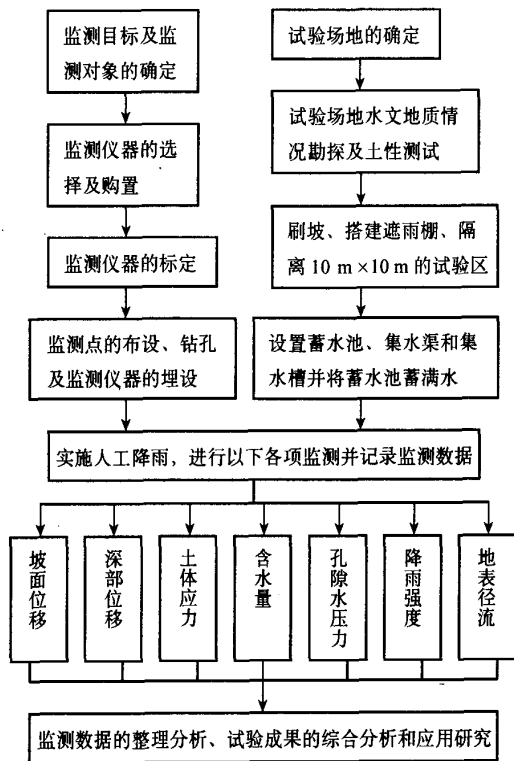 监测目标及监
测对象的确定
监测仪器的选
择及购置
监测仪器的标定
监测点的布设、钻孔
及监测仪器的埋设
试验场地的确定
试验场地水文地质情
况勘探及土性测试
刷坡、搭建遮雨棚、隔
离10 m×10 m的试验区
设置蓄水池、集水渠和集
水槽并将蓄水池蓄满水
实施人工降雨，进行以下各项监测并记录监测数据
坡面位移
深部位移
土体应力
含水量
孔隙水压力
降雨强度
地表径流
监测数据的整理分析、试验成果的综合分析和应用研究